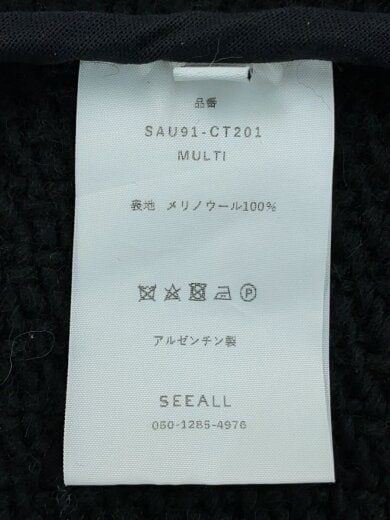 品番
SAU91-CT201
MULTI
表地 メリノウール100%
アルゼンチン製
SEEALL
050-1285-4976